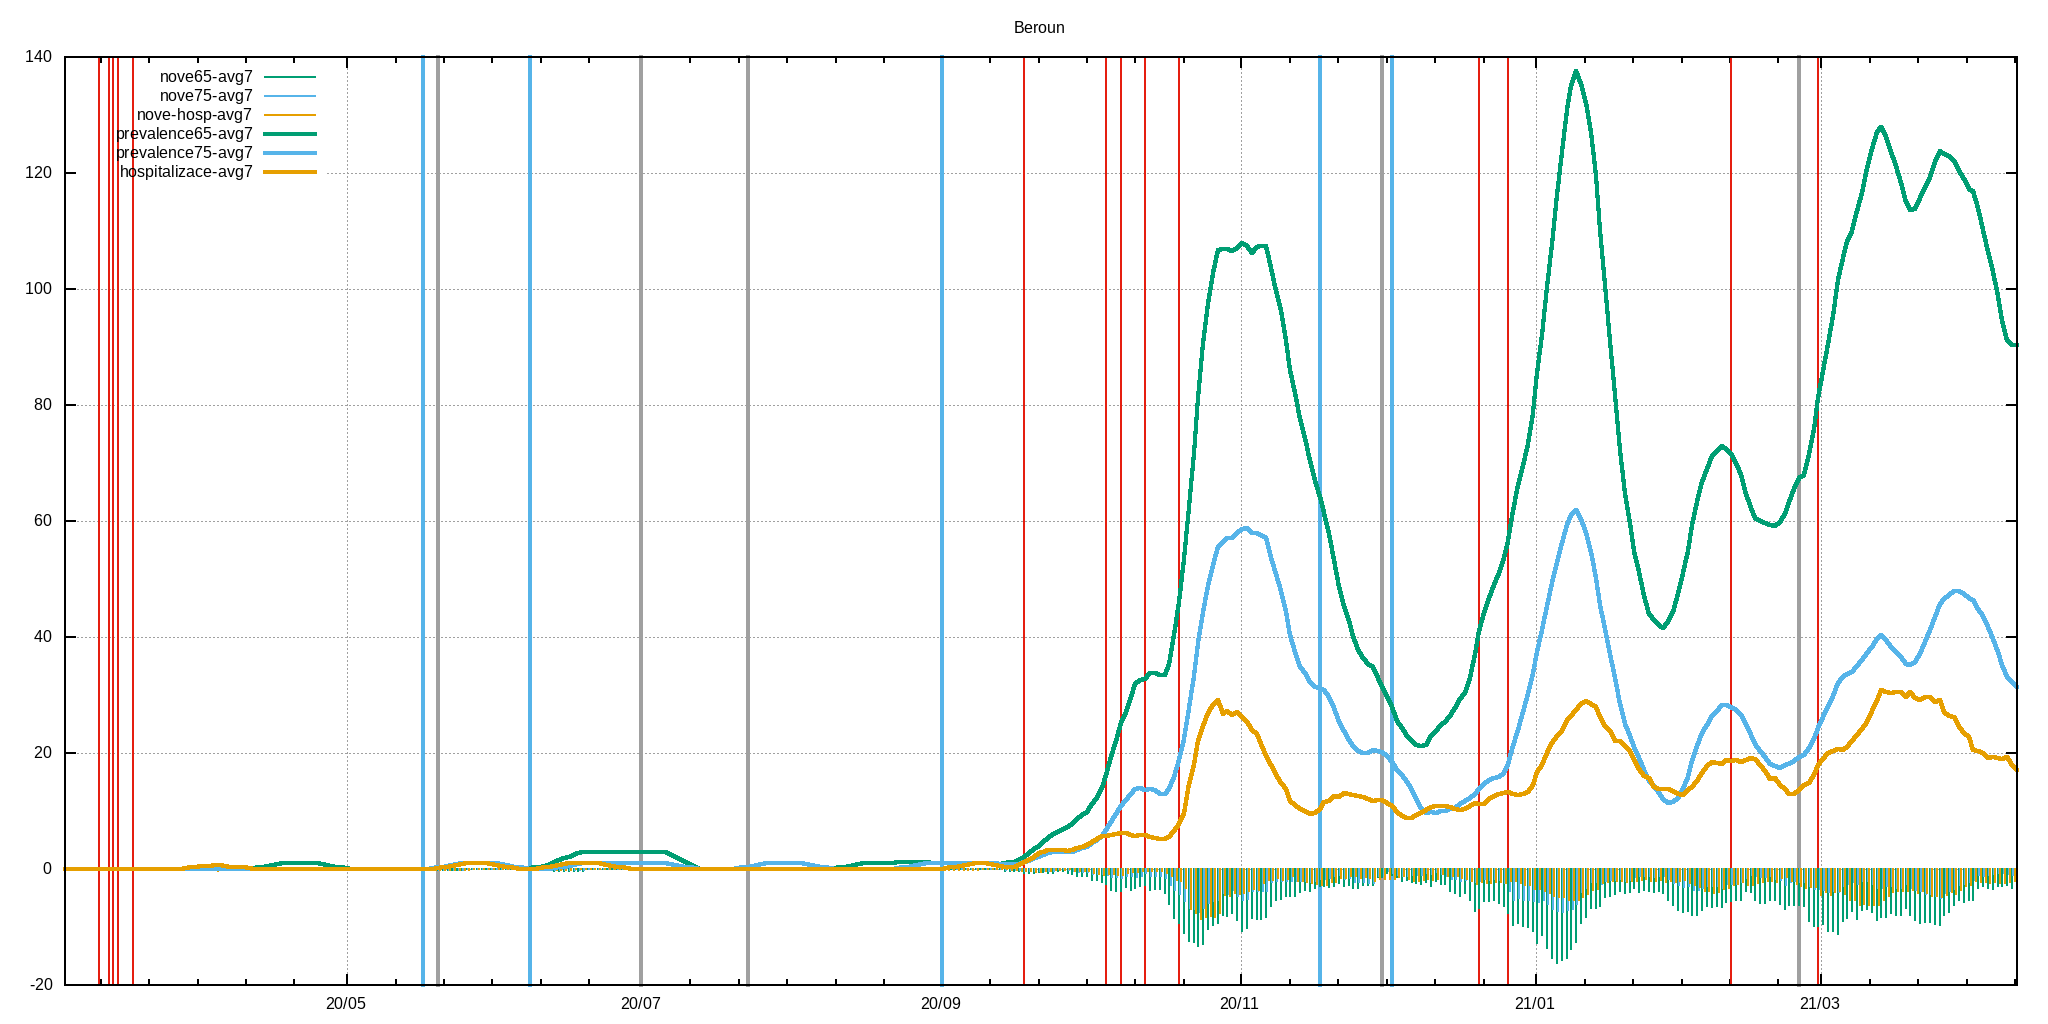 Beroun
140
120
100
80
60
40
20
0
-20
nove65-avg7
nove75-avg7
nove-hosp-avg7
prevalence65-avg7
prevalence75-avg7
hospitalizace-avg7
20/05
20/07
20/09
20/11
21/01
21/03